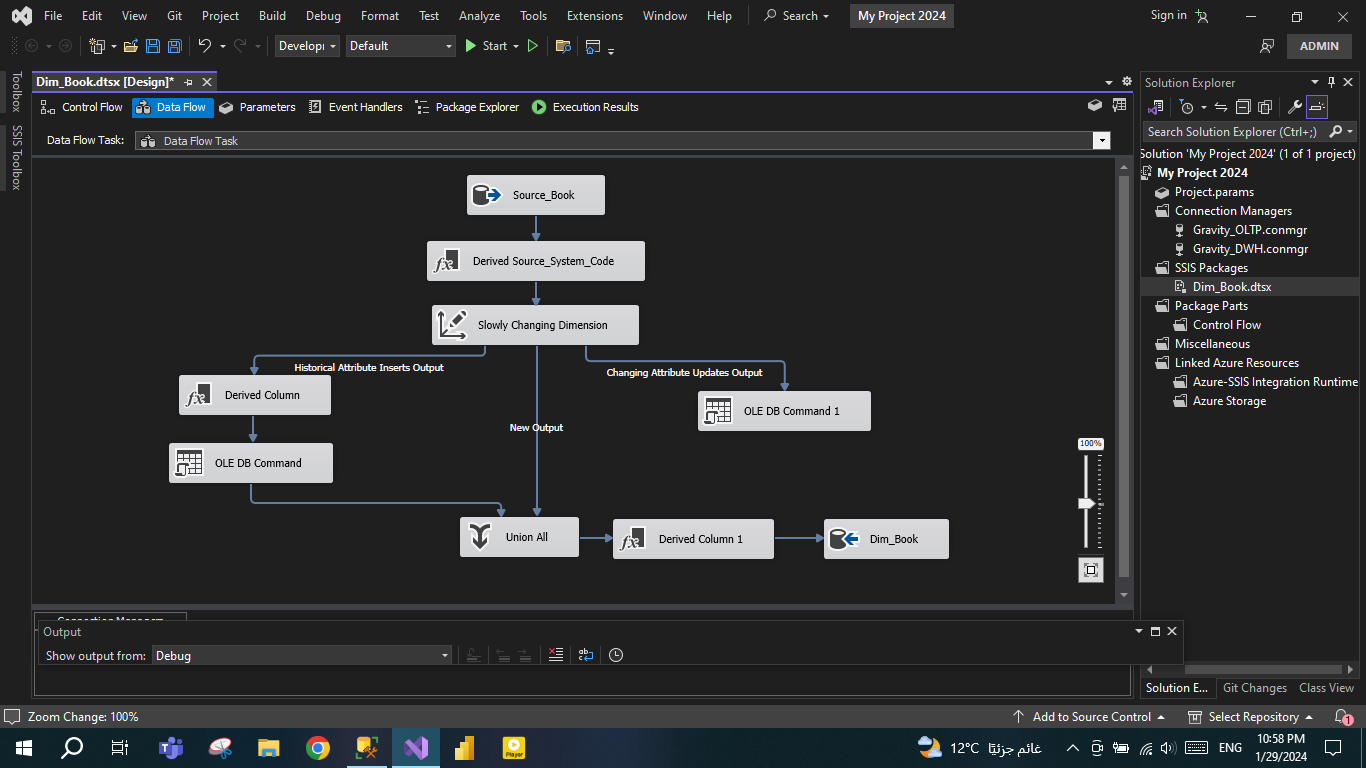 File Edit View Git Project Build Debug Format Test Analyze Tools Extensions Window Help Search My Project 2024 Sign in
Default Start ADMIN
Toolbox
SSIS Toolbox
Dim_Book.dtsx [Design]*
Control Flow Data Flow Parameters Event Handlers Package Explorer Execution Results
Data Flow Task: Data Flow Task
Source_Book
Derived Source_System_Code
Slowly Changing Dimension
Historical Attribute Inserts Output
Changing Attribute Updates Output
Derived Column
OLE DB Command 1
New Output
OLE DB Command
Union All
Derived Column 1
Dim_Book
100%
Solution Explorer
Search Solution Explorer (Ctrl+;)
Solution 'My Project 2024' (1 of 1 project)
My Project 2024
Project.params
Connection Managers
Gravity_OLTP.conmgr
Gravity_DWH.conmgr
SSIS Packages
Dim_Book.dtsx
Package Parts
Control Flow
Miscellaneous
Linked Azure Resources
Azure-SSIS Integration Runtime
Azure Storage
Output
Show output from: Debug
Solution E... Git Changes Class View
Zoom Change: 100% Add to Source Control Select Repository 1
Player
12°C غائم جزئيًا ENG 10:58 PM
1/29/2024